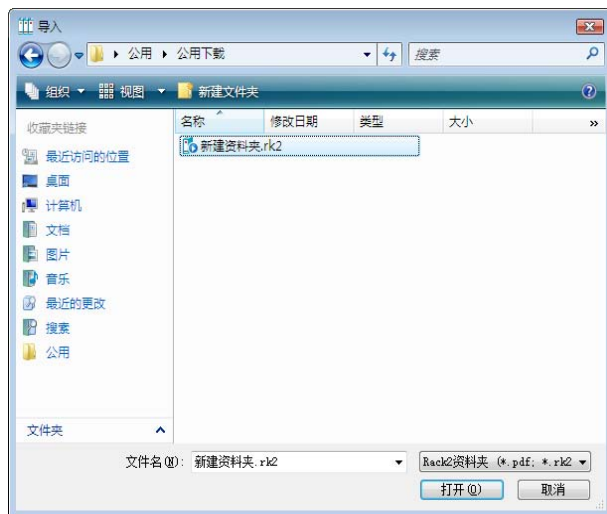 导入
公用 公用下载
搜索
组织 视图 新建文件夹
收藏夹链接
名称 修改日期 类型 大小 »
新建资料夹.rk2
最近访问的位置
桌面
计算机
文档
图片
音乐
最近的更改
搜索
公用
文件夹
文件名(N): 新建资料夹.rk2
Rack2资料夹 (*.pdf; *.rk2
打开(O) 取消